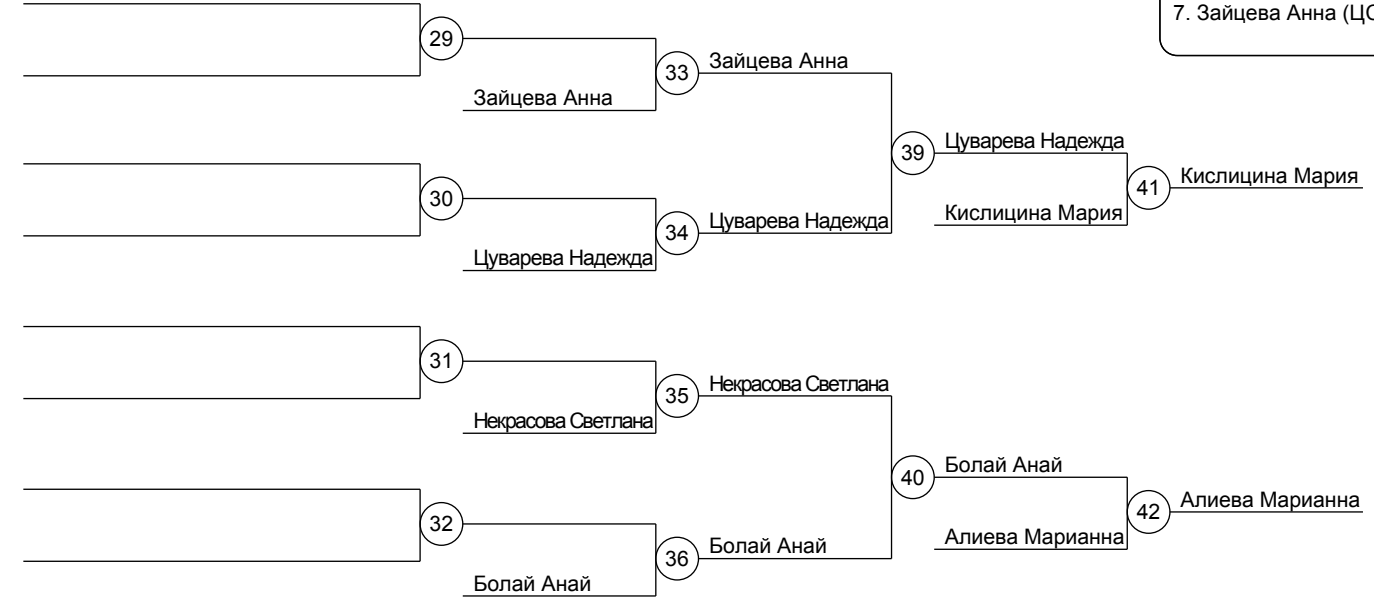 7. Зайцева Анна (ЦС
29
33
Зайцева Анна
Зайцева Анна
39
Цуварева Надежда
41
Кислицина Мария
30
34
Цуварева Надежда
Кислицина Мария
Цуварева Надежда
31
35
Некрасова Светлана
Некрасова Светлана
40
Болай Анай
42
Алиева Марианна
32
36
Болай Анай
Алиева Марианна
Болай Анай